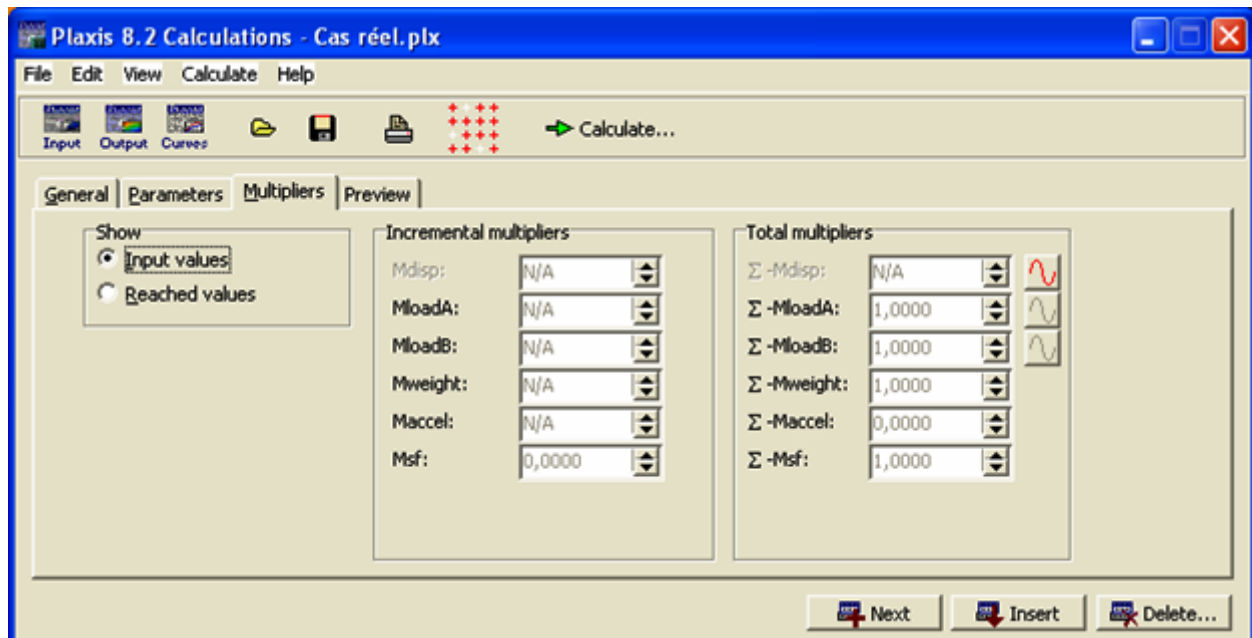 Plaxis 8.2 Calculations - Cas réel.plx
File Edit View Calculate Help
Input Output Curves Calculate...
General Parameters Multipliers Preview
Show
Input values
Reached values
Incremental multipliers
Mdisp: N/A
MloadA: N/A
MloadB: N/A
Mweight: N/A
Maccel: N/A
Msf: 0,0000
Total multipliers
Σ -Mdisp: N/A
Σ -MloadA: 1,0000
Σ -MloadB: 1,0000
Σ -Mweight: 1,0000
Σ -Maccel: 0,0000
Σ -Msf: 1,0000
Next Insert Delete...